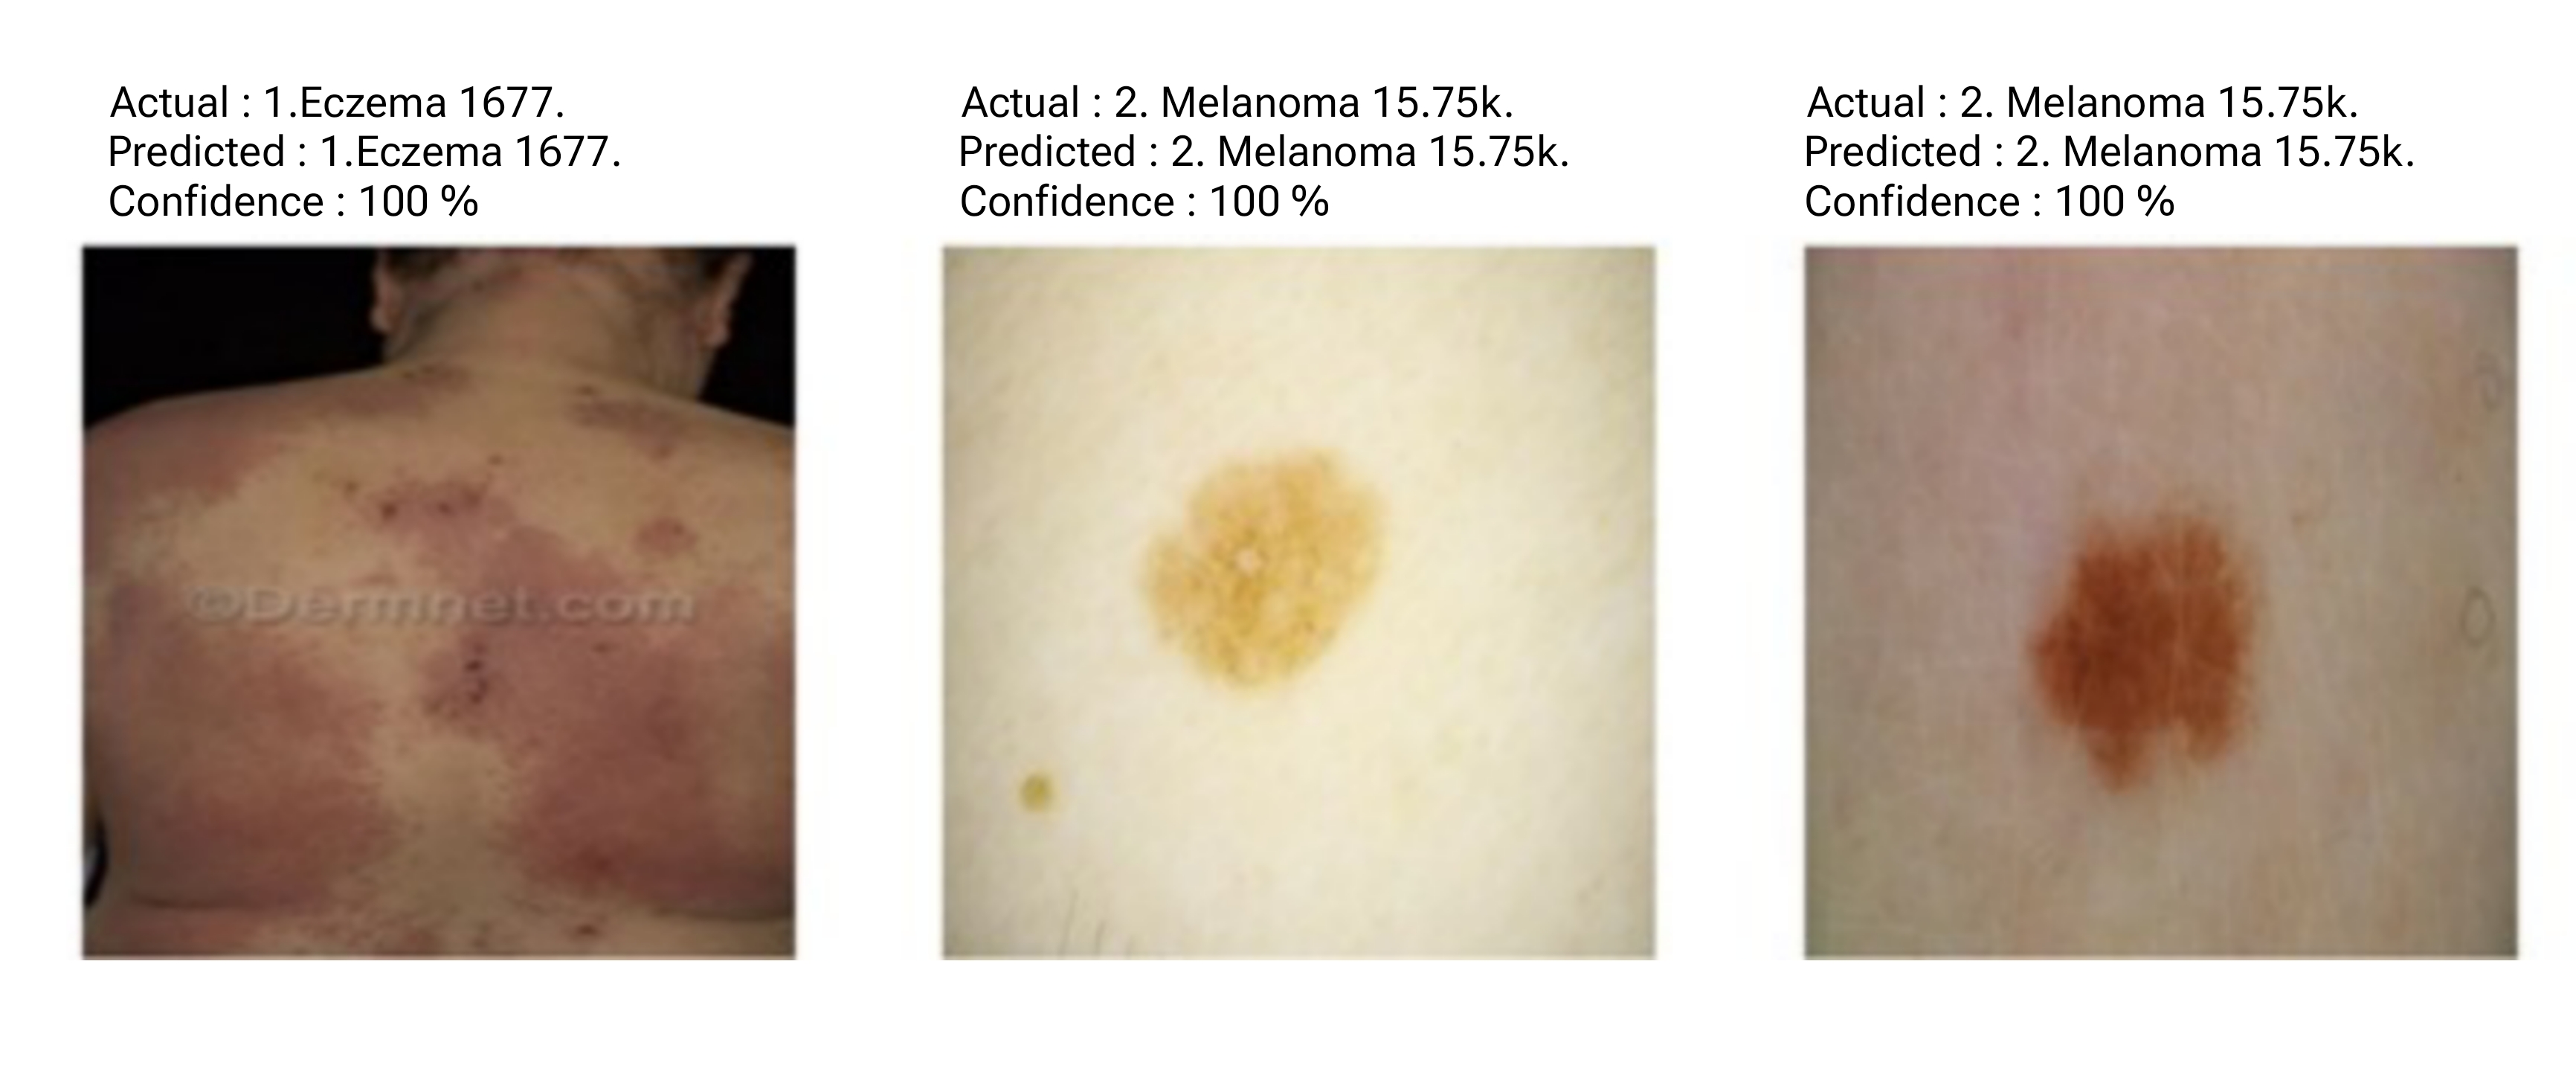 Actual : 1.Eczema 1677.
Predicted : 1.Eczema 1677.
Confidence : 100 %
©Dermnet.com
Actual : 2. Melanoma 15.75k.
Predicted : 2. Melanoma 15.75k.
Confidence : 100 %
Actual : 2. Melanoma 15.75k.
Predicted : 2. Melanoma 15.75k.
Confidence : 100 %